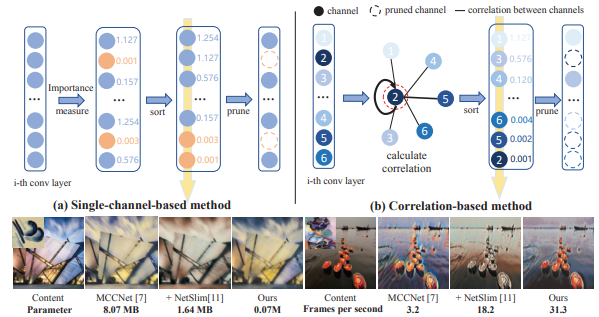 channel
pruned channel
correlation between channels
1.127
0.001
0.157
...
1.254
0.003
0.576
Importance
measure
1.254
1.127
0.576
...
0.157
0.003
0.001
sort
prune
i-th conv layer
(a) Single-channel-based method
1
2
3
...
4
5
6
i-th conv layer
1
4
2
5
3
6
calculate
correlation
sort
1
1.127
3
0.576
4
0.120
...
6
0.004
5
0.002
2
0.001
prune
...
(b) Correlation-based method
Content
MCCNet [7]
+ NetSlim[11]
Ours
Content
MCCNet [7]
+ NetSlim [11]
Ours
Parameter
8.07 MB
1.64 MB
0.07M
Frames per second
3.2
18.2
31.3